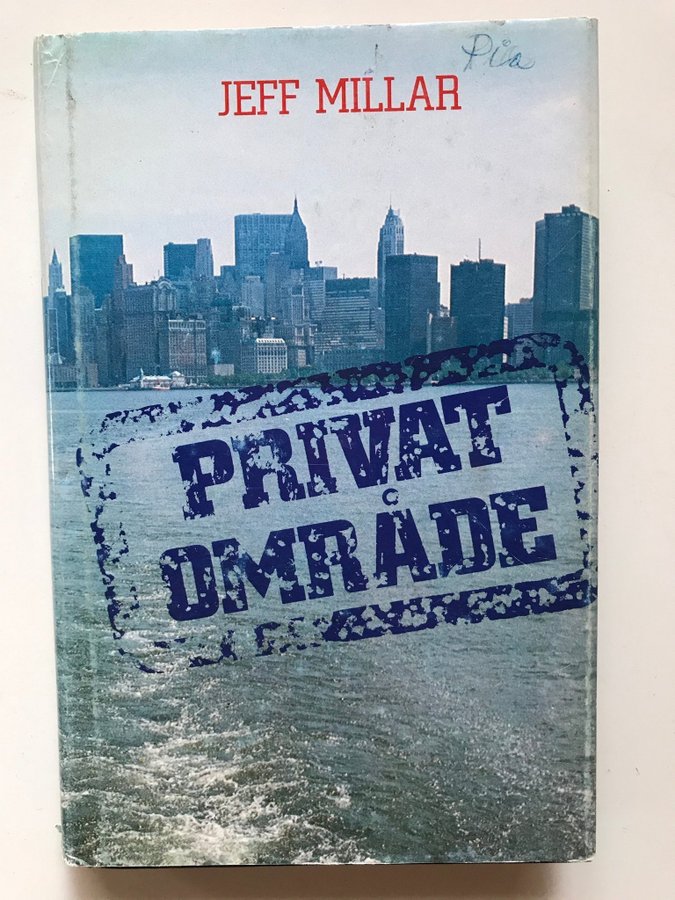 Pia
JEFF MILLAR
PRIVAT
OMRÅDE